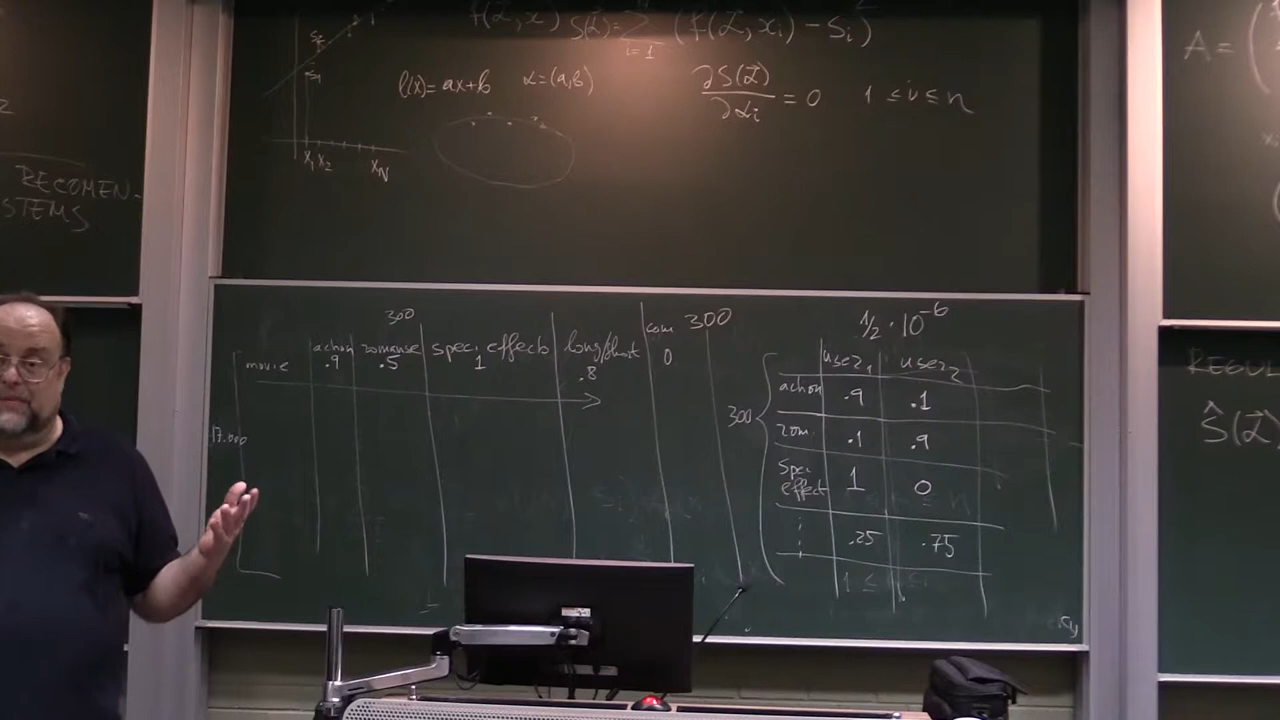 f(α⃗, x) S(α⃗) = Σ i=1 (f(α⃗, xᵢ) − Sᵢ)²
f(x) = ax+b α=(a,b)
∂S(α⃗)/∂αᵢ = 0 1 ≤ i ≤ n
x₁ x₂ x_N
RECOMEN-
STEMS
A = (
300
movie action romanse spec. effects long/short com 300
.9 .5 1 .8 0
17.000
1/2 · 10⁻⁶
user₁ user₂
300 action .9 .1
rom. .1 .9
Spec. effect 1 0
.25 .75
REGUL
Ŝ(α⃗)